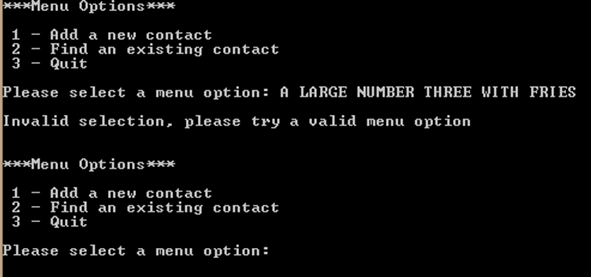 ***Menu Options***
1 - Add a new contact
2 - Find an existing contact
3 - Quit
Please select a menu option: A LARGE NUMBER THREE WITH FRIES
Invalid selection, please try a valid menu option
***Menu Options***
1 - Add a new contact
2 - Find an existing contact
3 - Quit
Please select a menu option: